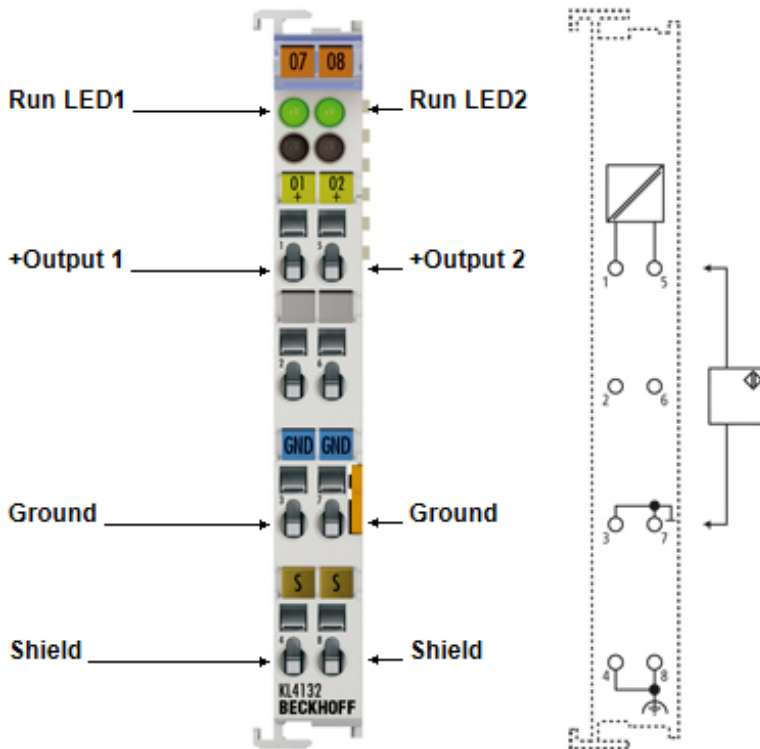 07 08
Run LED1
Run LED2
01 02
+ +
1 5
+Output 1
+Output 2
2 6
GND GND
3 7
Ground
Ground
S S
4 8
Shield
Shield
KL4132
BECKHOFF
1 5
2 6
3 7
4 8